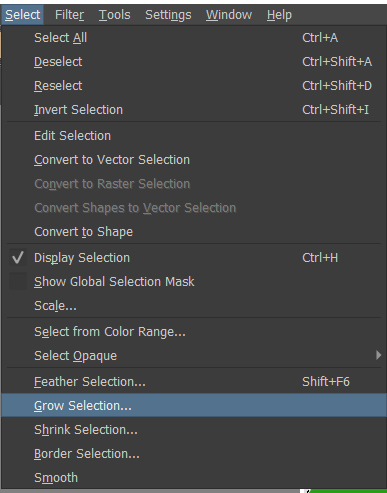 Select Filter Tools Settings Window Help
Select All Ctrl+A
Deselect Ctrl+Shift+A
Reselect Ctrl+Shift+D
Invert Selection Ctrl+Shift+I
Edit Selection
Convert to Vector Selection
Convert to Raster Selection
Convert Shapes to Vector Selection
Convert to Shape
Display Selection Ctrl+H
Show Global Selection Mask
Scale...
Select from Color Range...
Select Opaque
Feather Selection... Shift+F6
Grow Selection...
Shrink Selection...
Border Selection...
Smooth